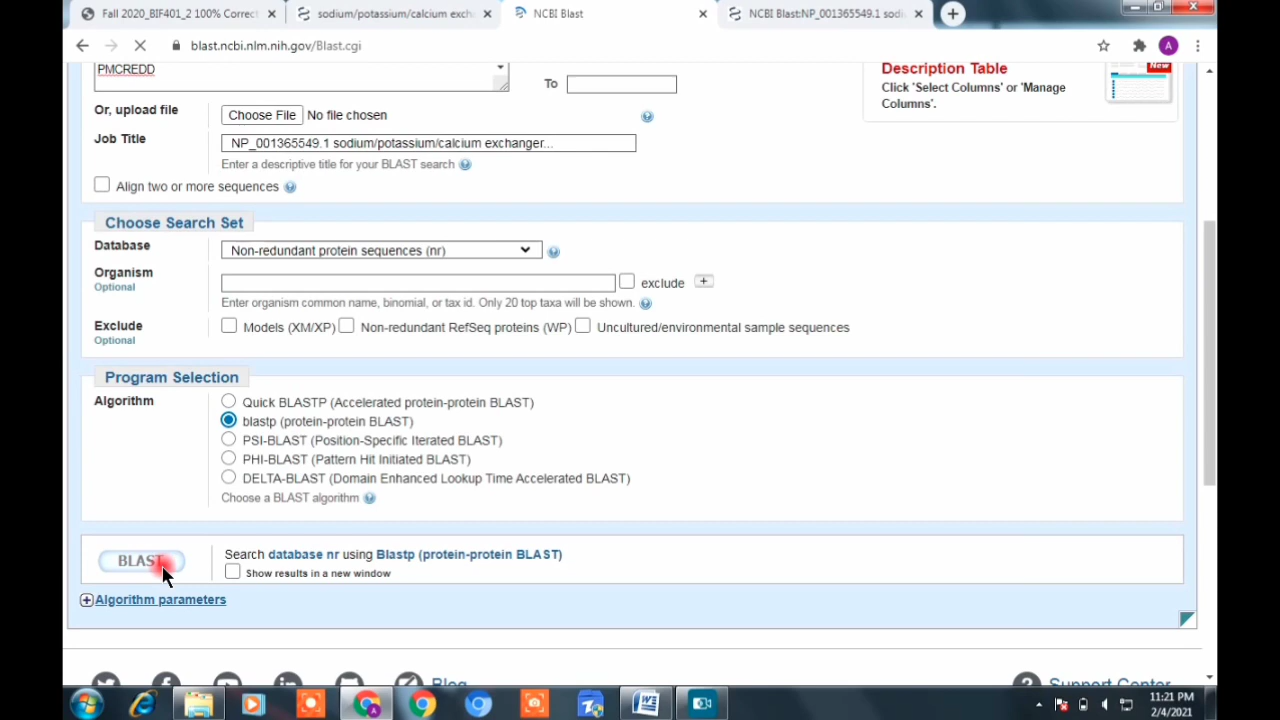 Fall 2020_BIF401_2 100% Correct
sodium/potassium/calcium exch
NCBI Blast
NCBI Blast:NP_001365549.1 sodi
blast.ncbi.nlm.nih.gov/Blast.cgi
A
PMCREDD
To
Description Table
New
Click 'Select Columns' or 'Manage
Columns'.
Or, upload file
Choose File
No file chosen
Job Title
NP_001365549.1 sodium/potassium/calcium exchanger...
Enter a descriptive title for your BLAST search
Align two or more sequences
Choose Search Set
Database
Non-redundant protein sequences (nr)
Organism
Optional
exclude
Enter organism common name, binomial, or tax id. Only 20 top taxa will be shown.
Exclude
Optional
Models (XM/XP)
Non-redundant RefSeq proteins (WP)
Uncultured/environmental sample sequences
Program Selection
Algorithm
Quick BLASTP (Accelerated protein-protein BLAST)
blastp (protein-protein BLAST)
PSI-BLAST (Position-Specific Iterated BLAST)
PHI-BLAST (Pattern Hit Initiated BLAST)
DELTA-BLAST (Domain Enhanced Lookup Time Accelerated BLAST)
Choose a BLAST algorithm
BLAST
Search database nr using Blastp (protein-protein BLAST)
Show results in a new window
Algorithm parameters
Blog
Support Center
11:21 PM
2/4/2021